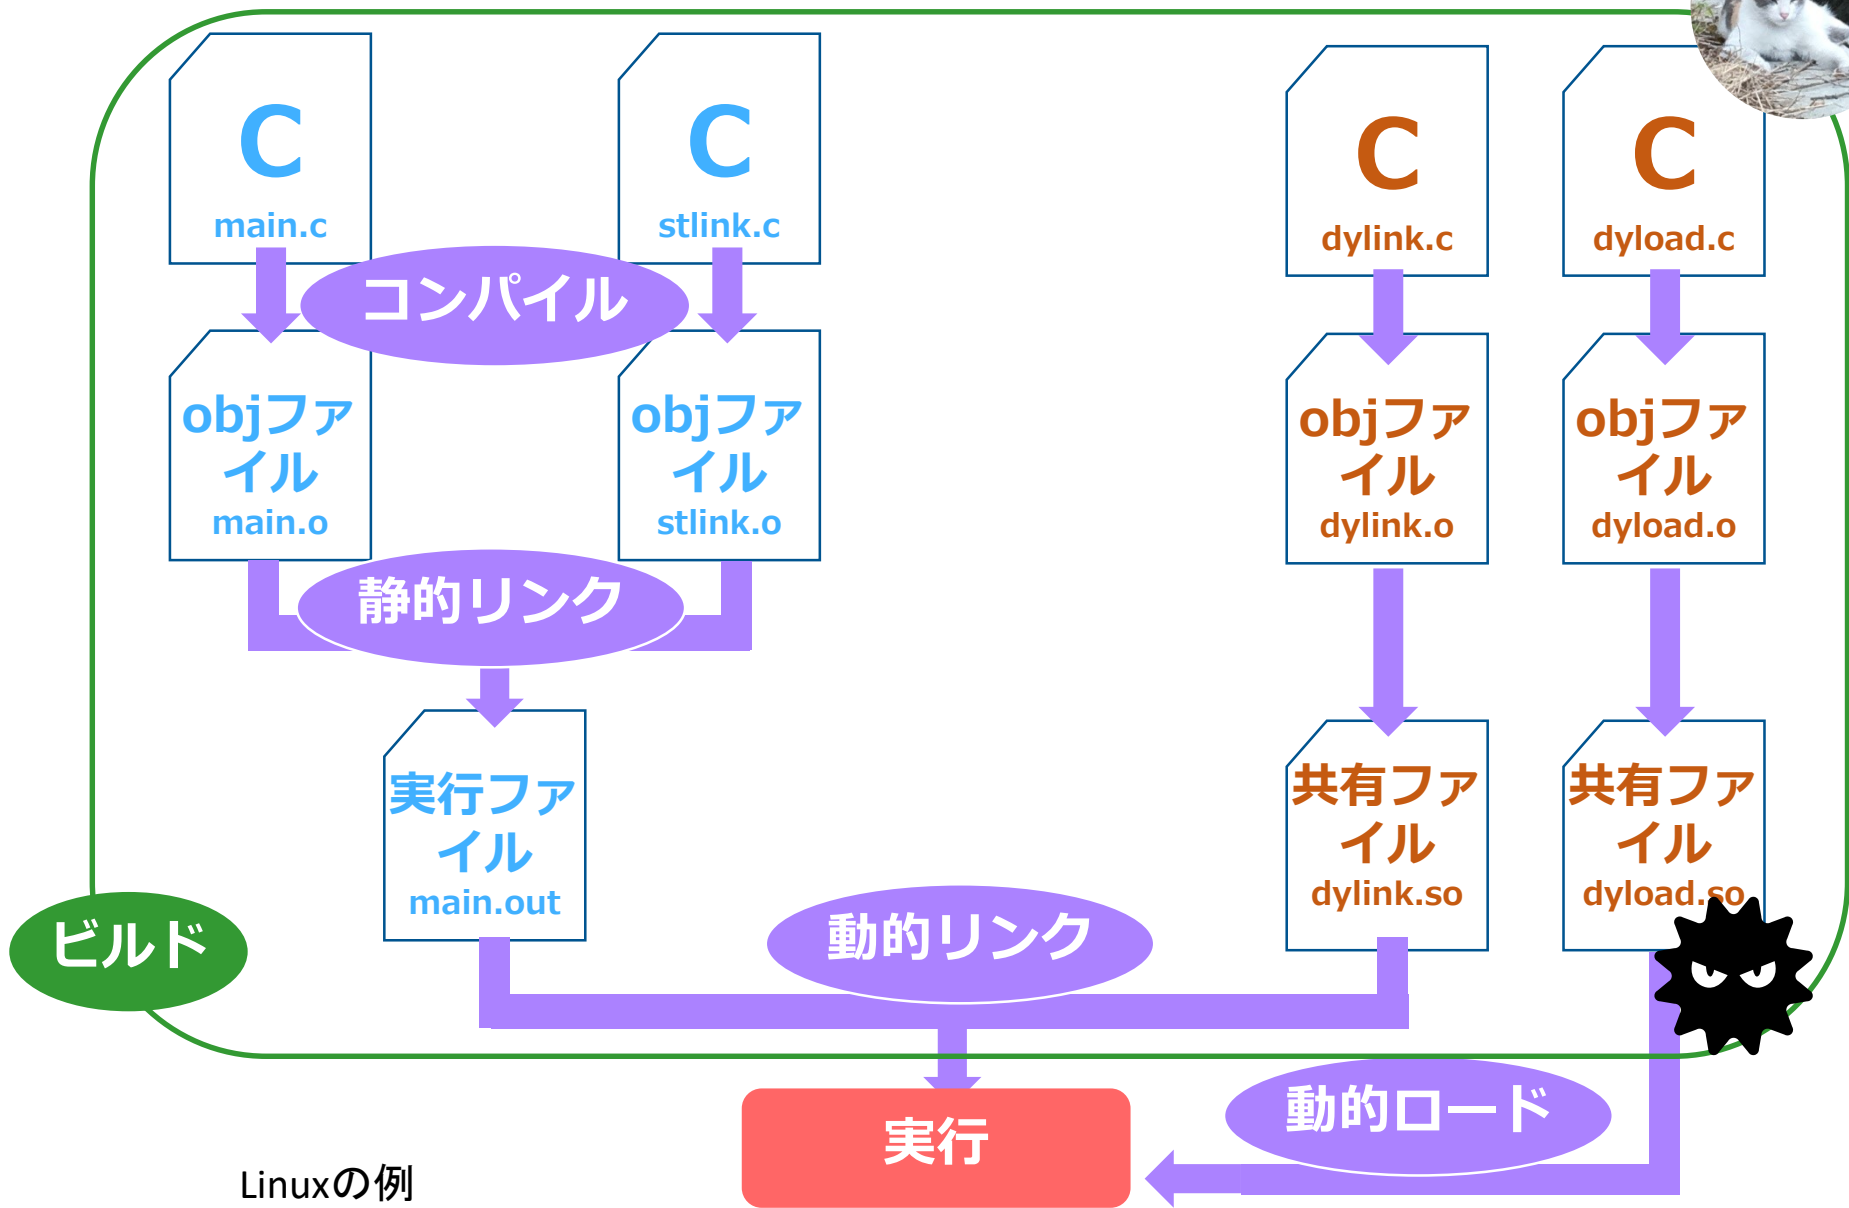 C
main.c
C
stlink.c
C
dylink.c
C
dyload.c
コンパイル
objファ
イル
main.o
objファ
イル
stlink.o
objファ
イル
dylink.o
objファ
イル
dyload.o
静的リンク
実行ファ
イル
main.out
共有ファ
イル
dylink.so
共有ファ
イル
dyload.so
ビルド
動的リンク
動的ロード
実行
Linuxの例